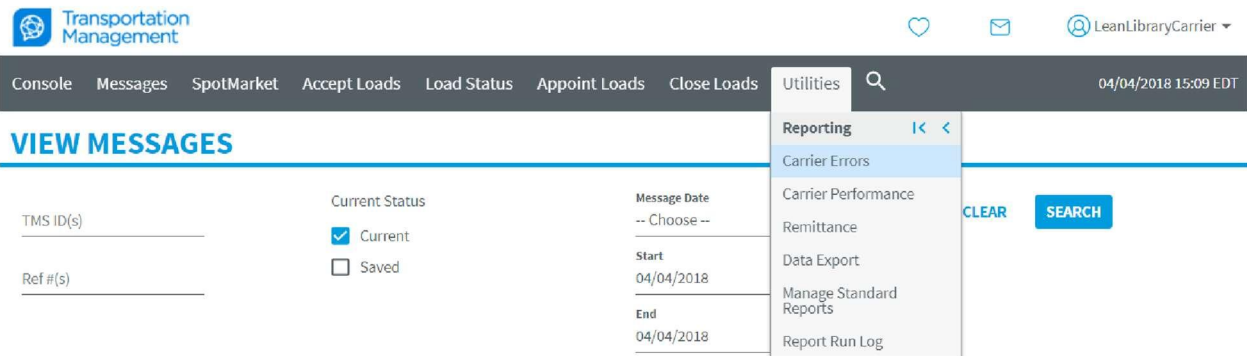 Transportation
Management
LeanLibraryCarrier
Console Messages SpotMarket Accept Loads Load Status Appoint Loads Close Loads Utilities 04/04/2018 15:09 EDT
VIEW MESSAGES
TMS ID(s)
Ref #(s)
Current Status
Current
Saved
Message Date
-- Choose --
Start
04/04/2018
End
04/04/2018
Reporting
Carrier Errors
Carrier Performance
Remittance
Data Export
Manage Standard
Reports
Report Run Log
CLEAR
SEARCH